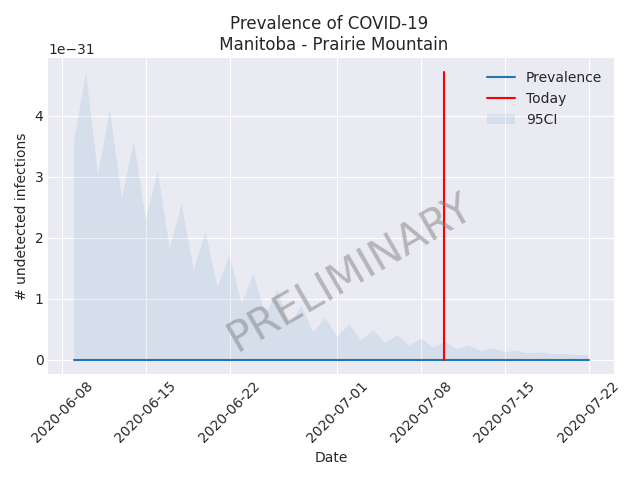 Prevalence of COVID-19
Manitoba - Prairie Mountain
1e−31
Prevalence
Today
95CI
4
3
2
1
0
# undetected infections
PRELIMINARY
2020-06-08
2020-06-15
2020-06-22
2020-07-01
2020-07-08
2020-07-15
2020-07-22
Date